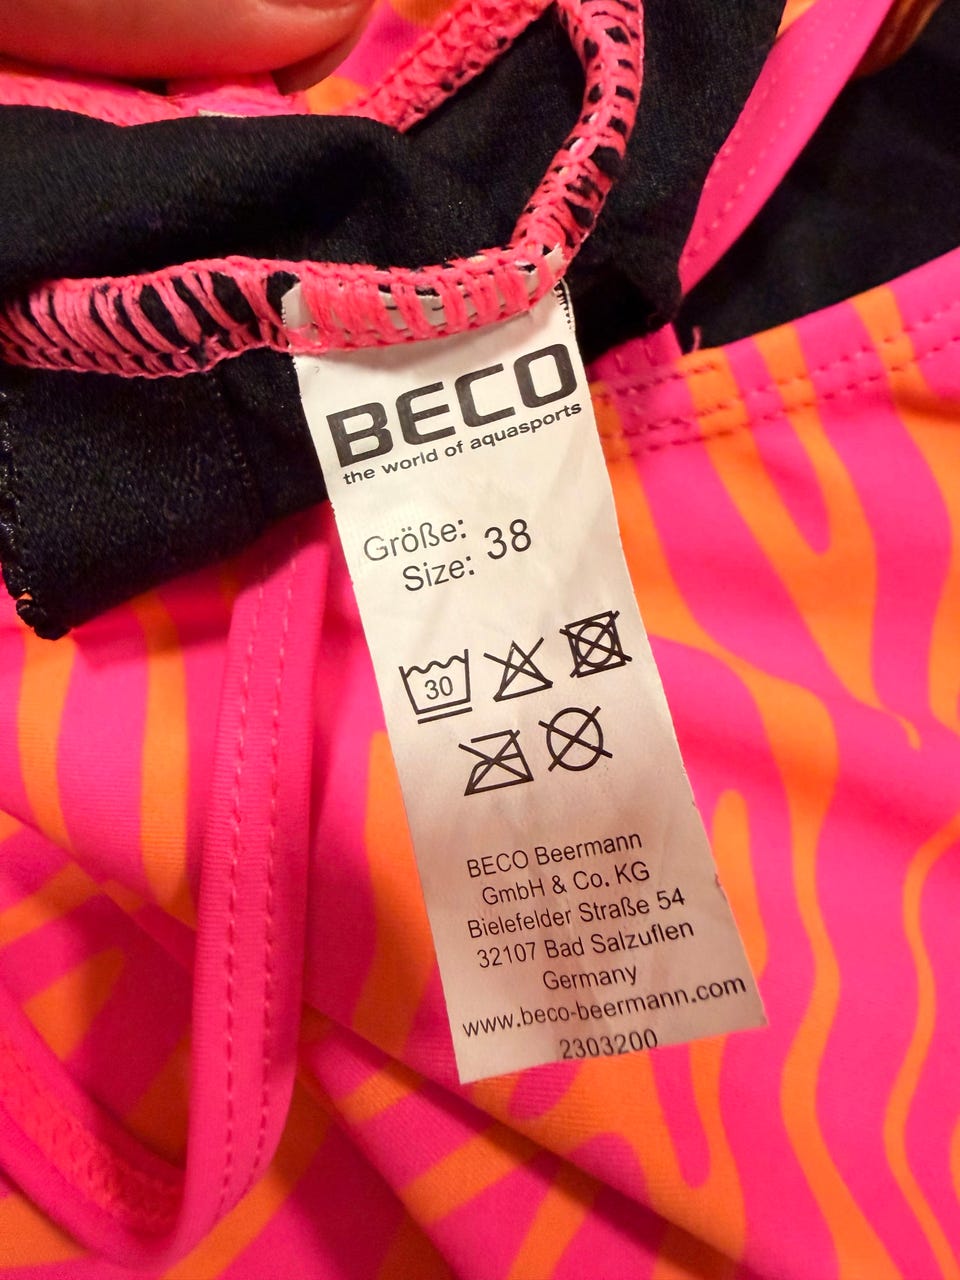 BECO
the world of aquasports
Größe: 38
Size:
30
BECO Beermann
GmbH & Co. KG
Bielefelder Straße 54
32107 Bad Salzuflen
Germany
www.beco-beermann.com
2303200